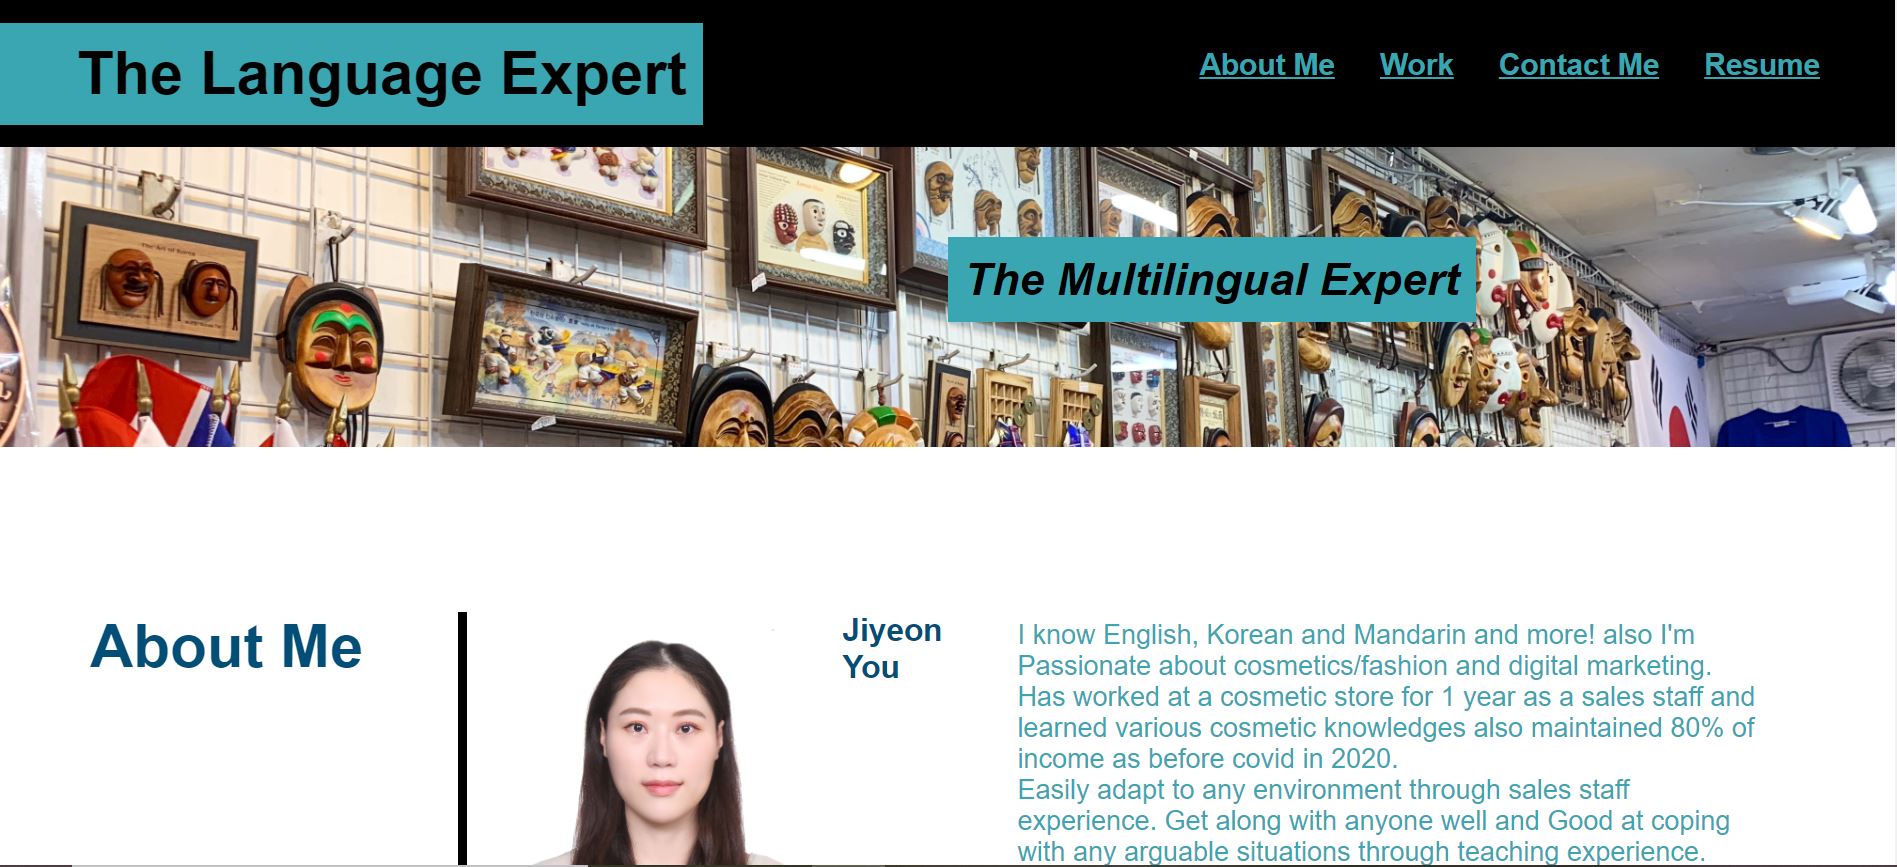 The Language Expert
About Me Work Contact Me Resume
The Multilingual Expert
About Me
Jiyeon
You
I know English, Korean and Mandarin and more! also I'm
Passionate about cosmetics/fashion and digital marketing.
Has worked at a cosmetic store for 1 year as a sales staff and
learned various cosmetic knowledges also maintained 80% of
income as before covid in 2020.
Easily adapt to any environment through sales staff
experience. Get along with anyone well and Good at coping
with any arguable situations through teaching experience.